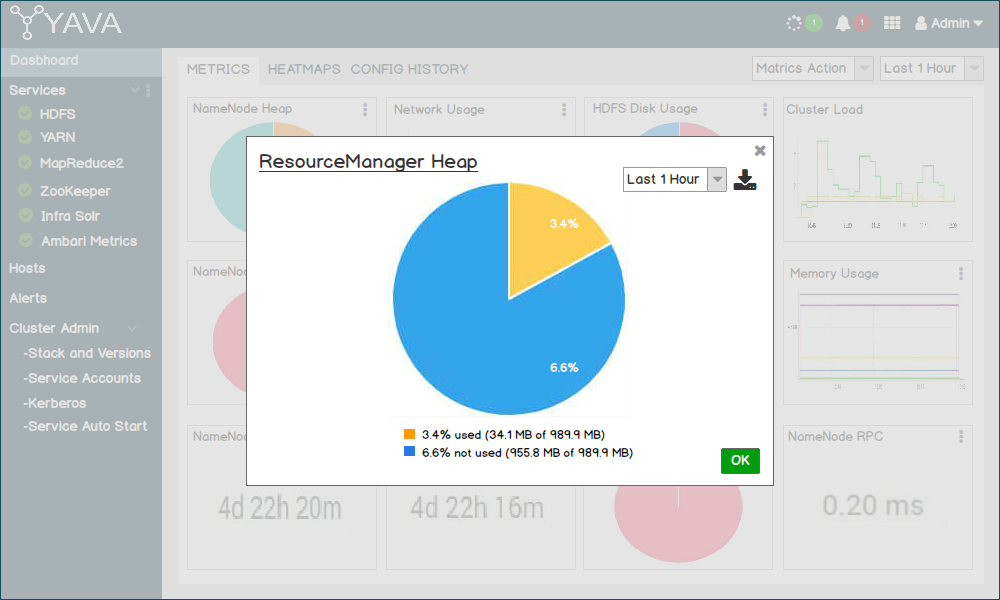 YAVA
1
1
Admin
Dasbhoard
Services
HDFS
YARN
MapReduce2
ZooKeeper
Infra Solr
Ambari Metrics
Hosts
Alerts
Cluster Admin
-Stack and Versions
-Service Accounts
-Kerberos
-Service Auto Start
METRICS HEATMAPS CONFIG HISTORY
Matrics Action
Last 1 Hour
NameNode Heap
Network Usage
HDFS Disk Usage
Cluster Load
ResourceManager Heap
Last 1 Hour
3.4%
6.6%
3.4% used (34.1 MB of 989.9 MB)
6.6% not used (955.8 MB of 989.9 MB)
OK
Memory Usage
NameNode RPC
4d 22h 20m
4d 22h 16m
0.20 ms